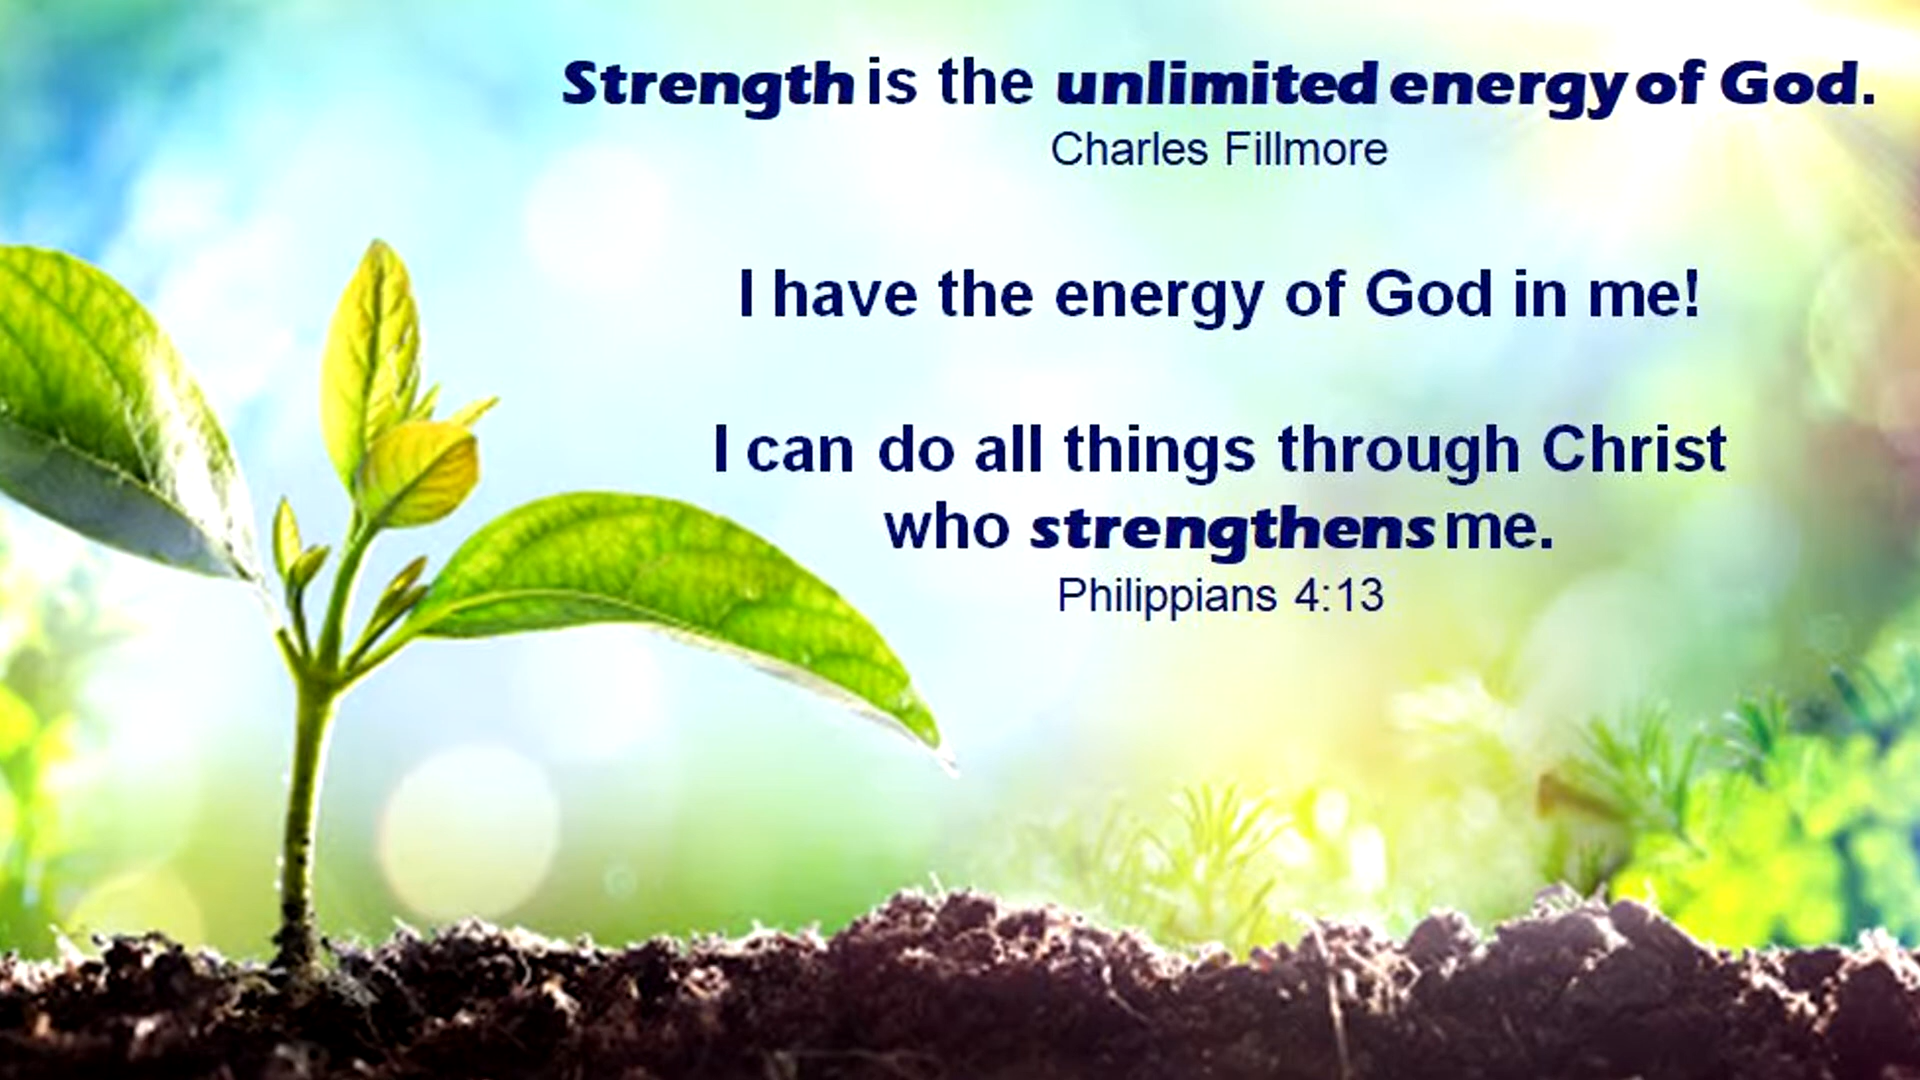 Strength is the unlimited energy of God.
Charles Fillmore
I have the energy of God in me!
I can do all things through Christ
who strengthens me.
Philippians 4:13